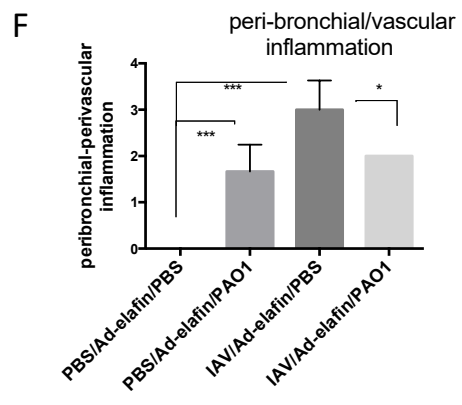 F
peri-bronchial/vascular
inflammation
peribronchial-perivascular
inflammation
4
3
2
1
0
***
***
*
PBS/Ad-elafin/PBS
PBS/Ad-elafin/PAO1
IAV/Ad-elafin/PBS
IAV/Ad-elafin/PAO1